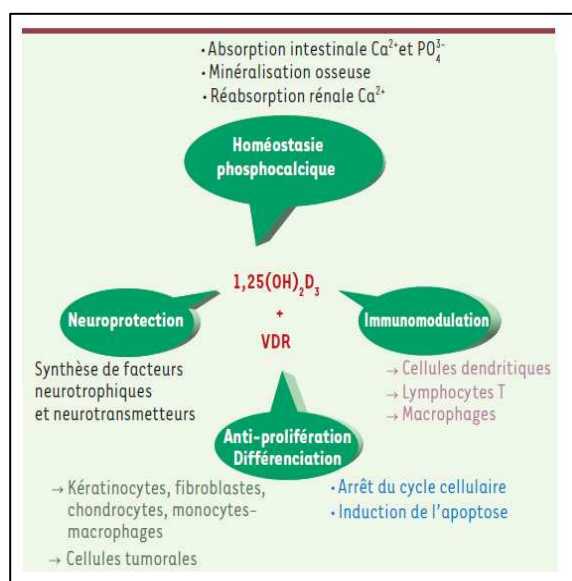 • Absorption intestinale Ca²⁺et PO₄³⁻
• Minéralisation osseuse
• Réabsorption rénale Ca²⁺
Homéostasie
phosphocalcique
1,25(OH)₂D₃
+
VDR
Neuroprotection
Synthèse de facteurs
neurotrophiques
et neurotransmetteurs
Immunomodulation
→ Cellules dendritiques
→ Lymphocytes T
→ Macrophages
Anti-prolifération
Différenciation
→ Kératinocytes, fibroblastes,
chondrocytes, monocytes-
macrophages
→ Cellules tumorales
• Arrêt du cycle cellulaire
• Induction de l’apoptose